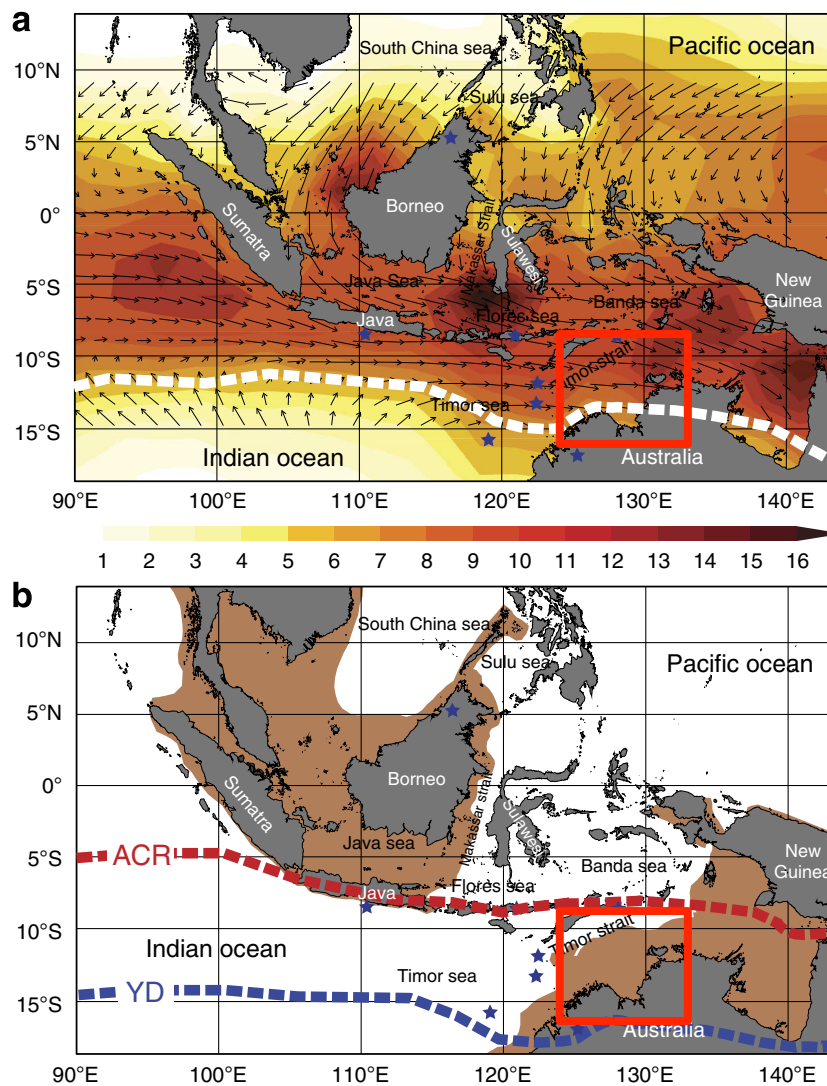 a
South China sea
Pacific ocean
10°N
Sulu sea
5°N
Borneo
0°
Sumatra
Makassar Strait
Sulawesi
Java Sea
New
Guinea
5°S
Banda sea
Flores sea
Java
10°S
imor strait
Timor sea
15°S
Indian ocean
Australia
90°E
100°E
110°E
120°E
130°E
140°E
1 2 3 4 5 6 7 8 9 10 11 12 13 14 15 16
b
South China sea
10°N
Sulu sea
Pacific ocean
5°N
Borneo
0°
Sumatra
Makassar strait
Sulawesi
Java sea
ACR
5°S
Banda sea
New
Guinea
Java
Flores sea
10°S
Timor strait
Indian ocean
Timor sea
YD
15°S
Australia
90°E
100°E
110°E
120°E
130°E
140°E